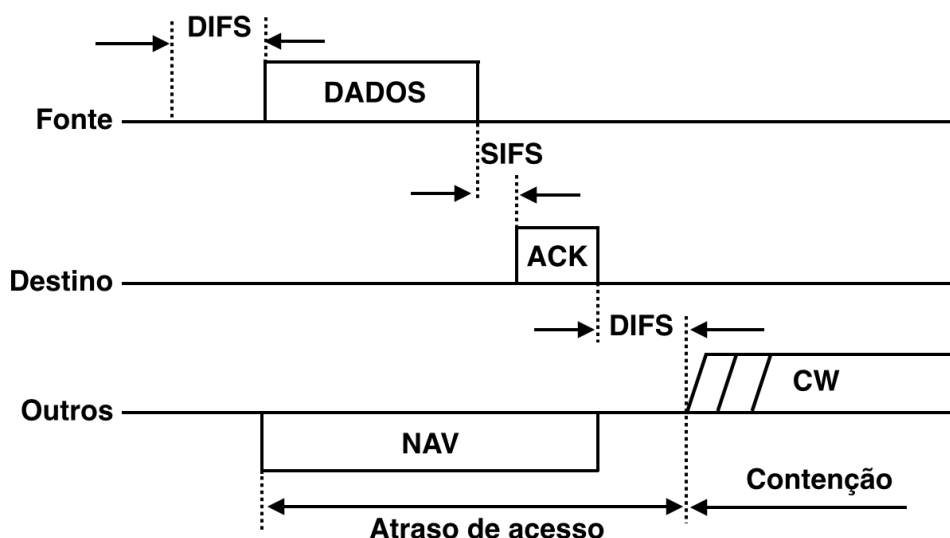 DIFS
DADOS
Fonte
SIFS
ACK
Destino
DIFS
CW
Outros
NAV
Contenção
Atraso de acesso